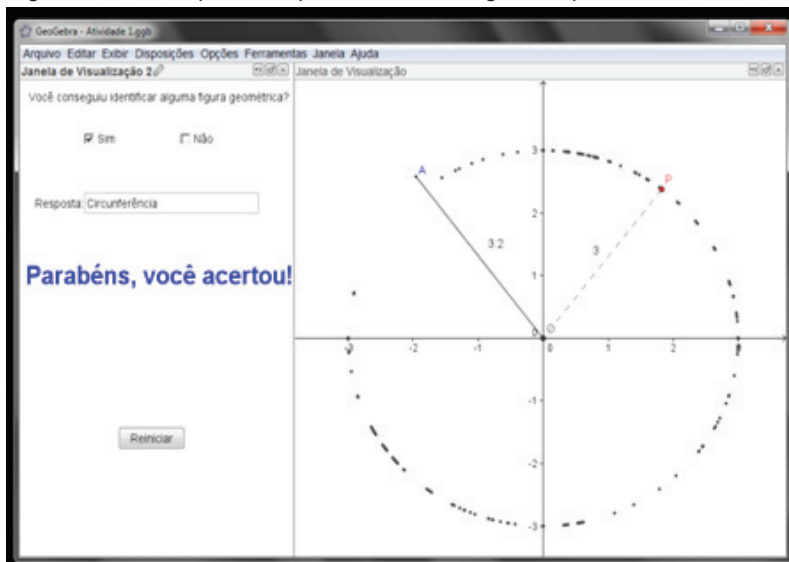 GeoGebra - Atividade 1.ggb
Arquivo Editar Exibir Disposições Opções Ferramentas Janela Ajuda
Janela de Visualização 2
Janela de Visualização
Você conseguiu identificar alguma figura geométrica?
Sim
Não
Resposta Circunferência
Parabéns, você acertou!
Reiniciar
A
P
3
2
3.2
3
1
0
O
-3
-2
-1
0
1
2
3
-1
-2
-3